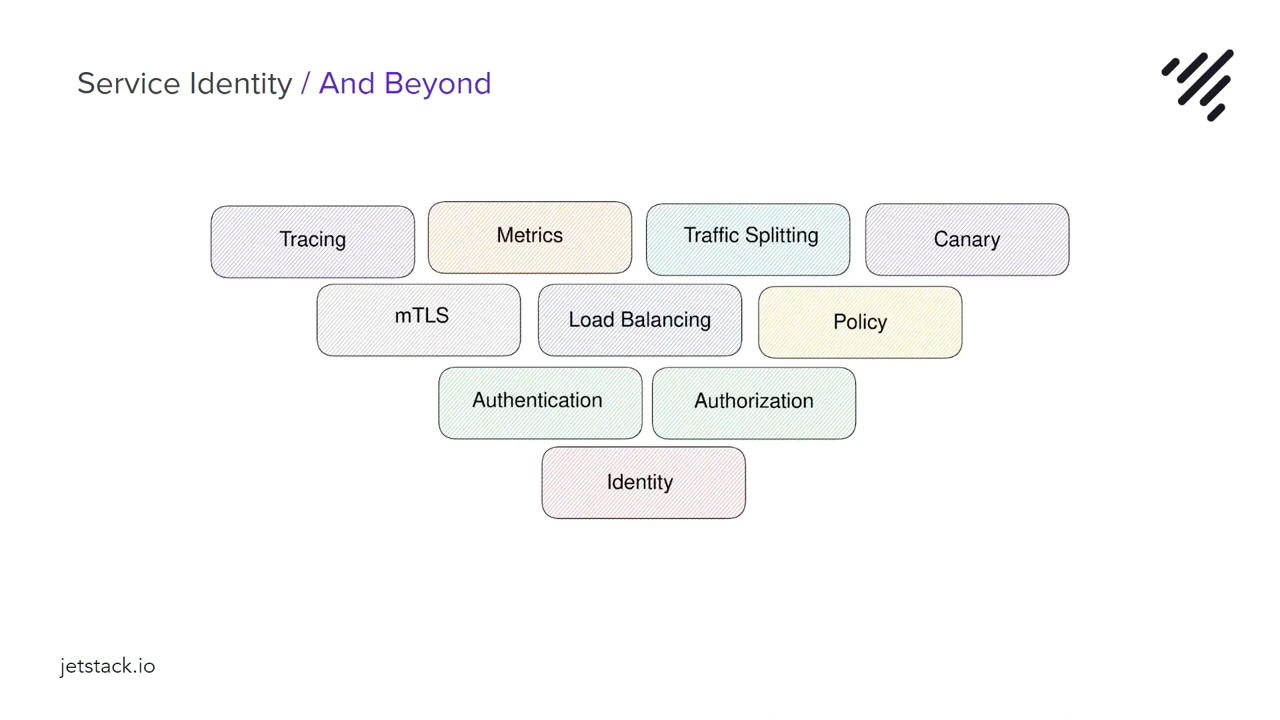 Service Identity / And Beyond
Tracing
Metrics
Traffic Splitting
Canary
mTLS
Load Balancing
Policy
Authentication
Authorization
Identity
jetstack.io